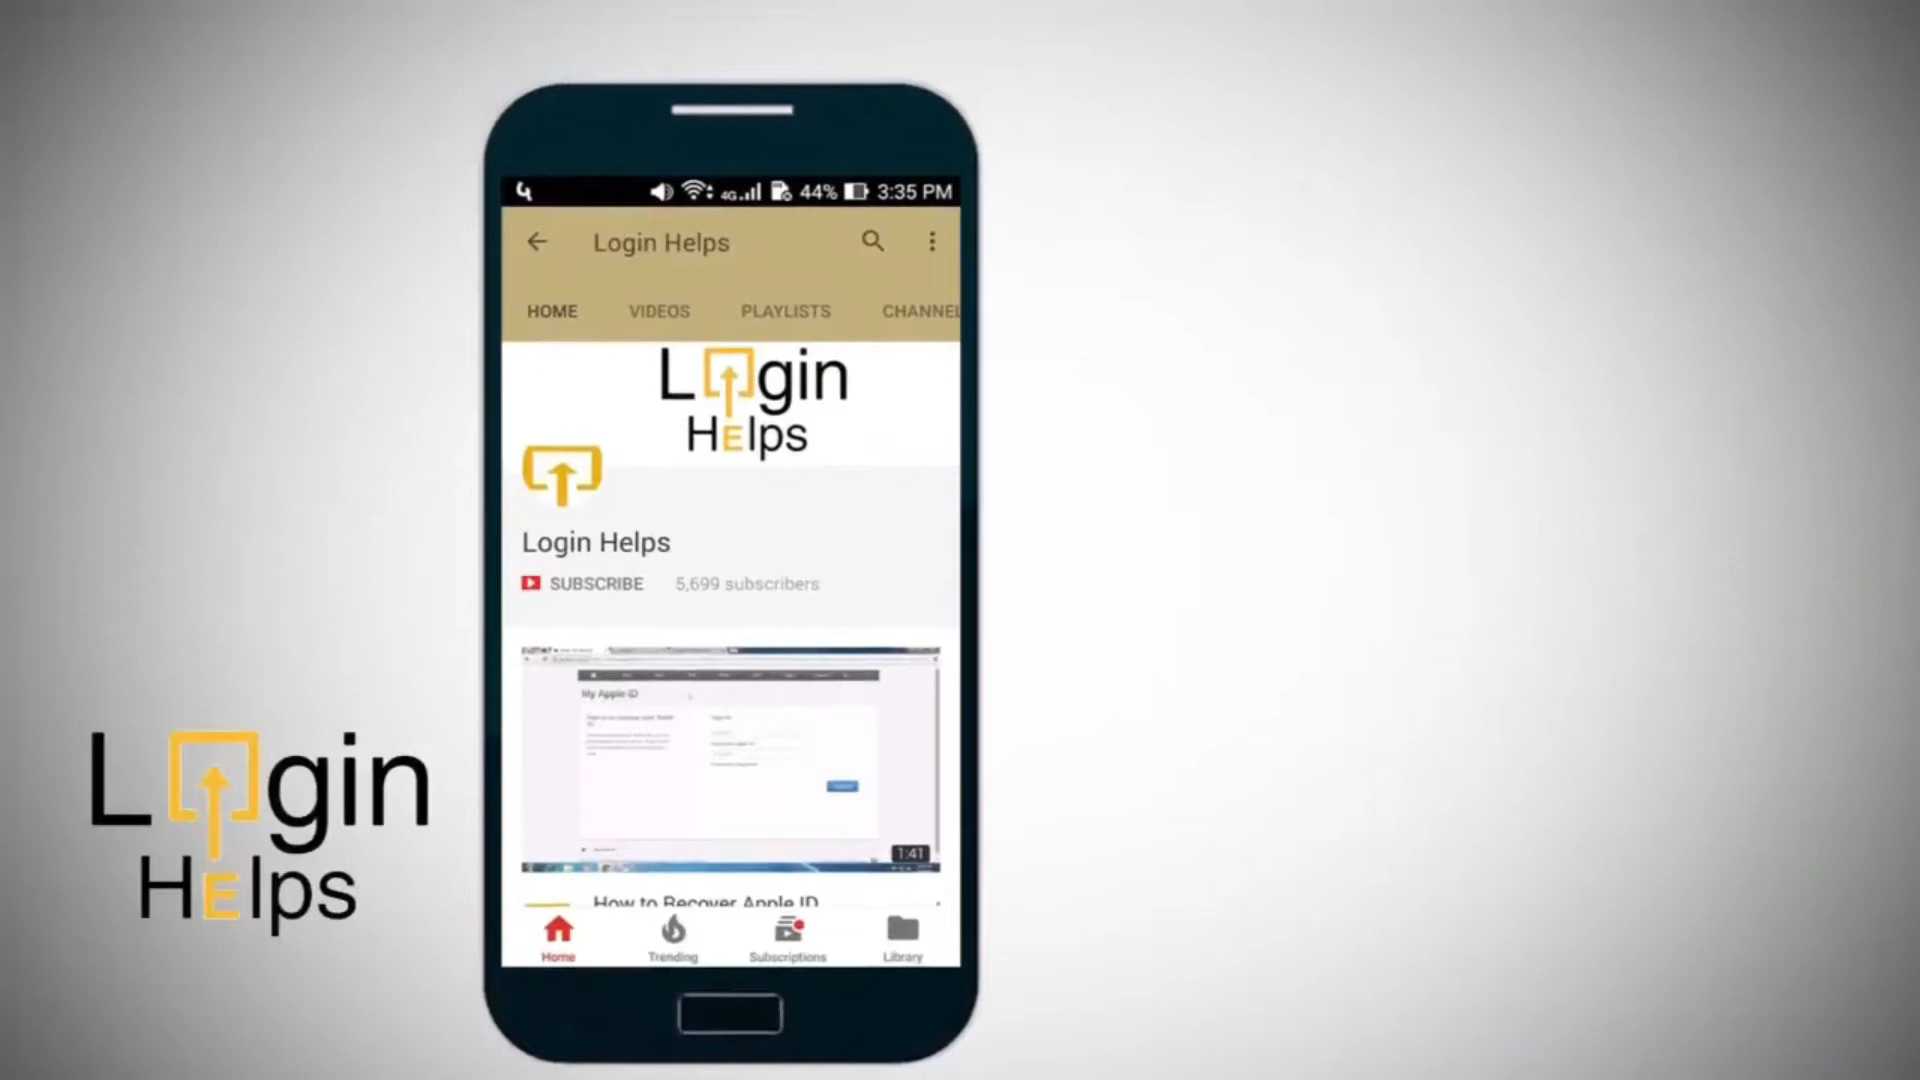 4G 44% 3:35 PM
Login Helps
HOME VIDEOS PLAYLISTS CHANNEL
Login
Helps
Login Helps
SUBSCRIBE 5,699 subscribers
My Apple ID
1:41
How to Recover Apple ID
Home Trending Subscriptions Library
Login
Helps